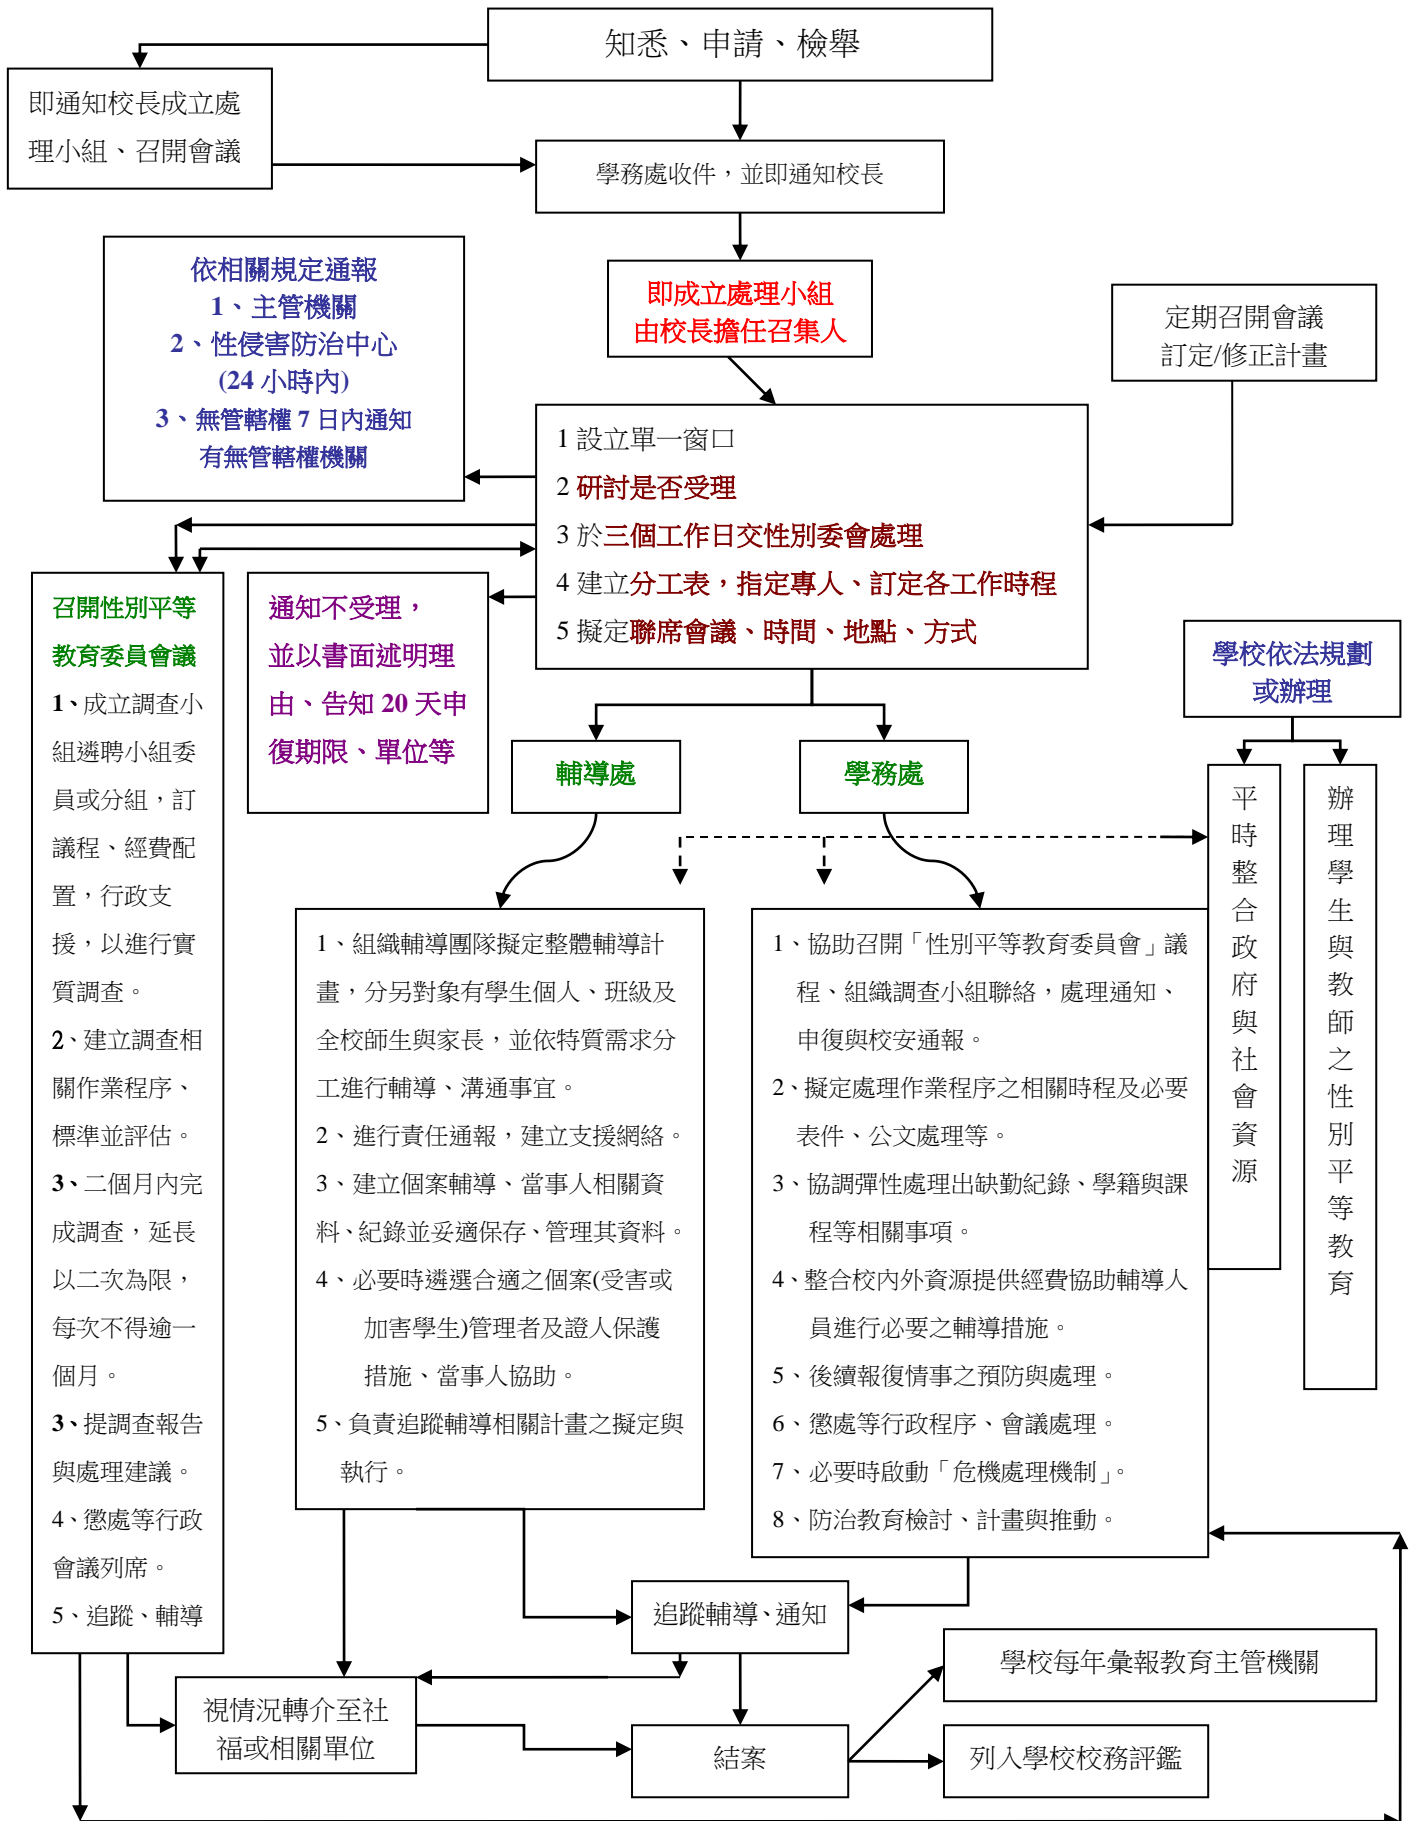 知悉、申請、檢舉
即通知校長成立處
理小組、召開會議
學務處收件，並即通知校長
依相關規定通報
1、主管機關
2、性侵害防治中心
(24 小時內)
3、無管轄權 7 日內通知
有無管轄權機關
即成立處理小組
由校長擔任召集人
定期召開會議
訂定/修正計畫
1 設立單一窗口
2 研討是否受理
3 於三個工作日交性別委會處理
4 建立分工表，指定專人、訂定各工作時程
5 擬定聯席會議、時間、地點、方式
召開性別平等
教育委員會議
1、成立調查小
組遴聘小組委
員或分組，訂
議程、經費配
置，行政支
援，以進行實
質調查。
2、建立調查相
關作業程序、
標準並評估。
3、二個月內完
成調查，延長
以二次為限，
每次不得逾一
個月。
3、提調查報告
與處理建議。
4、懲處等行政
會議列席。
5、追蹤、輔導
通知不受理，
並以書面述明理
由、告知 20 天申
復期限、單位等
學校依法規劃
或辦理
輔導處
學務處
平時整合政府與社會資源
辦理學生與教師之性別平等教育
1、組織輔導團隊擬定整體輔導計
畫，分另對象有學生個人、班級及
全校師生與家長，並依特質需求分
工進行輔導、溝通事宜。
2、進行責任通報，建立支援網絡。
3、建立個案輔導、當事人相關資
料、紀錄並妥適保存、管理其資料。
4、必要時遴選合適之個案(受害或
加害學生)管理者及證人保護
措施、當事人協助。
5、負責追蹤輔導相關計畫之擬定與
執行。
1、協助召開「性別平等教育委員會」議
程、組織調查小組聯絡，處理通知、
申復與校安通報。
2、擬定處理作業程序之相關時程及必要
表件、公文處理等。
3、協調彈性處理出缺勤紀錄、學籍與課
程等相關事項。
4、整合校內外資源提供經費協助輔導人
員進行必要之輔導措施。
5、後續報復情事之預防與處理。
6、懲處等行政程序、會議處理。
7、必要時啟動「危機處理機制」。
8、防治教育檢討、計畫與推動。
追蹤輔導、通知
學校每年彙報教育主管機關
視情況轉介至社
福或相關單位
結案
列入學校校務評鑑